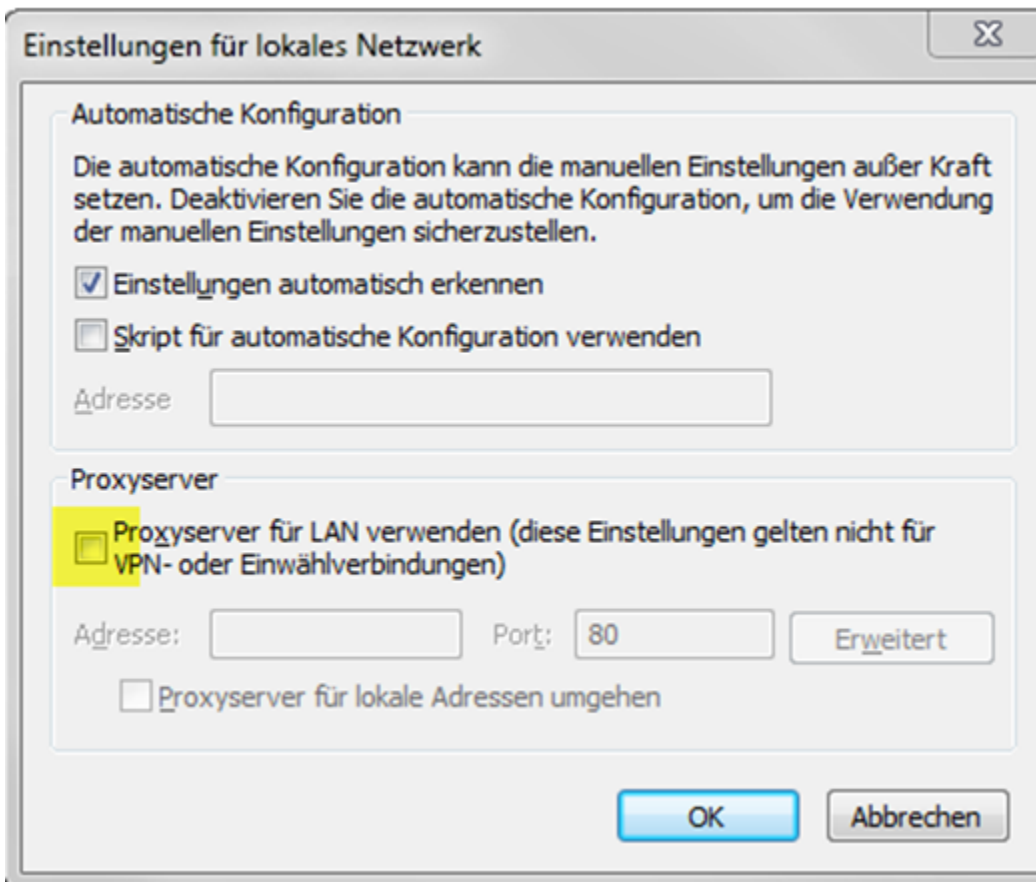 Einstellungen für lokales Netzwerk
Automatische Konfiguration
Die automatische Konfiguration kann die manuellen Einstellungen außer Kraft
setzen. Deaktivieren Sie die automatische Konfiguration, um die Verwendung
der manuellen Einstellungen sicherzustellen.
Einstellungen automatisch erkennen
Skript für automatische Konfiguration verwenden
Adresse
Proxyserver
Proxyserver für LAN verwenden (diese Einstellungen gelten nicht für
VPN- oder Einwählverbindungen)
Adresse: Port: 80 Erweitert
Proxyserver für lokale Adressen umgehen
OK Abbrechen